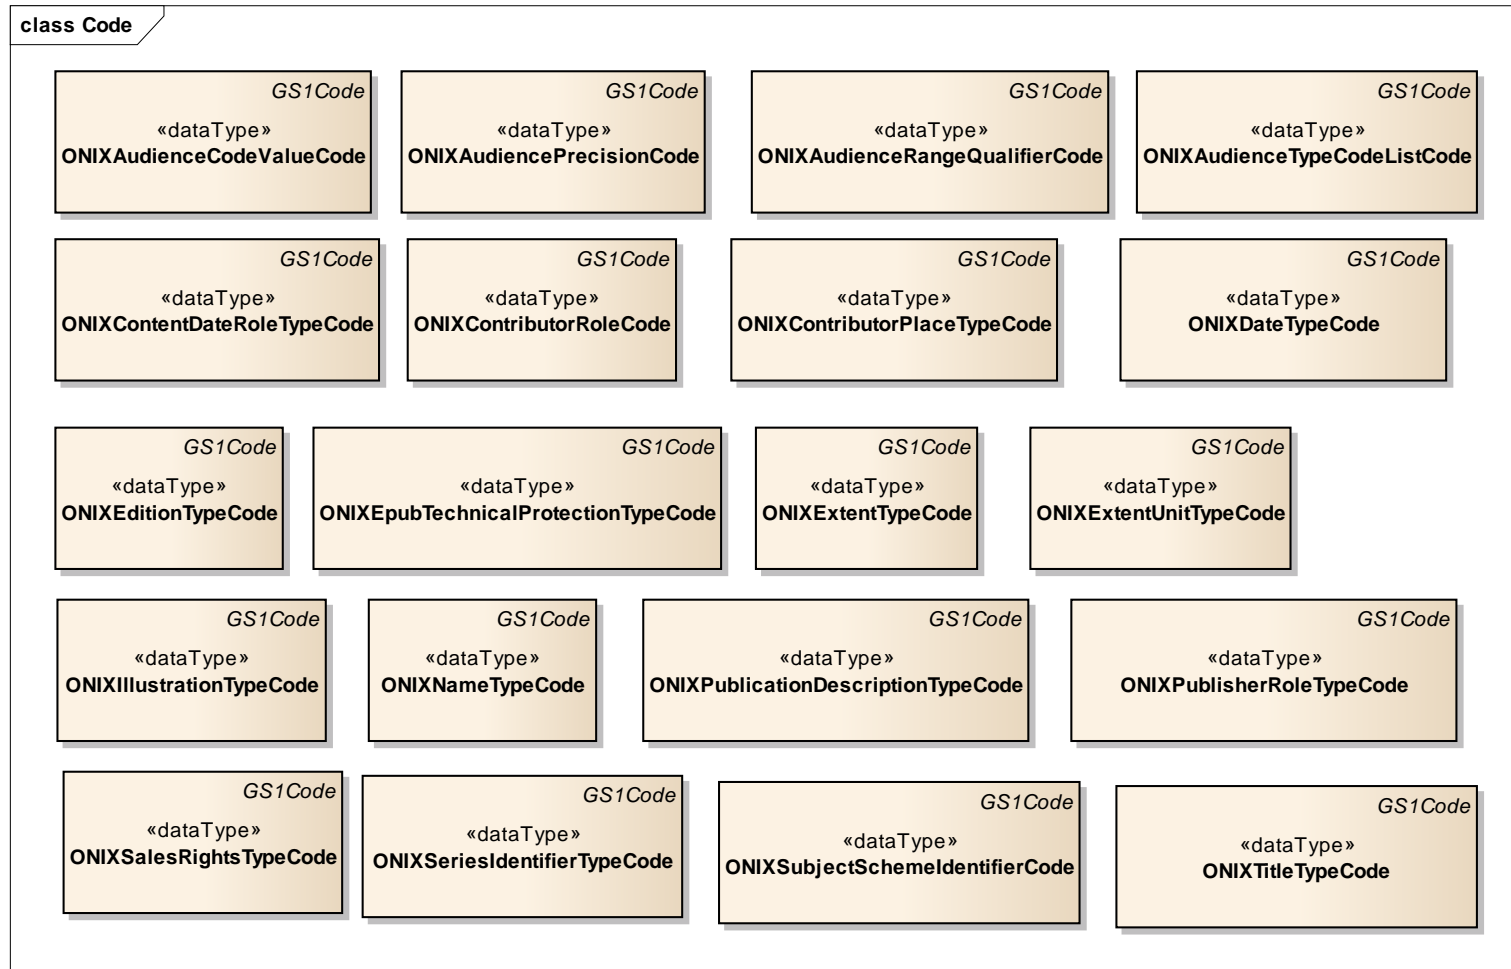 class Code
GS1Code
«dataType»
ONIXAudienceCodeValueCode
GS1Code
«dataType»
ONIXAudiencePrecisionCode
GS1Code
«dataType»
ONIXAudienceRangeQualifierCode
GS1Code
«dataType»
ONIXAudienceTypeCodeListCode
GS1Code
«dataType»
ONIXContentDateRoleTypeCode
GS1Code
«dataType»
ONIXContributorRoleCode
GS1Code
«dataType»
ONIXContributorPlaceTypeCode
GS1Code
«dataType»
ONIXDateTypeCode
GS1Code
«dataType»
ONIXEditionTypeCode
GS1Code
«dataType»
ONIXEpubTechnicalProtectionTypeCode
GS1Code
«dataType»
ONIXExtentTypeCode
GS1Code
«dataType»
ONIXExtentUnitTypeCode
GS1Code
«dataType»
ONIXIllustrationTypeCode
GS1Code
«dataType»
ONIXNameTypeCode
GS1Code
«dataType»
ONIXPublicationDescriptionTypeCode
GS1Code
«dataType»
ONIXPublisherRoleTypeCode
GS1Code
«dataType»
ONIXSalesRightsTypeCode
GS1Code
«dataType»
ONIXSeriesIdentifierTypeCode
GS1Code
«dataType»
ONIXSubjectSchemeIdentifierCode
GS1Code
«dataType»
ONIXTitleTypeCode